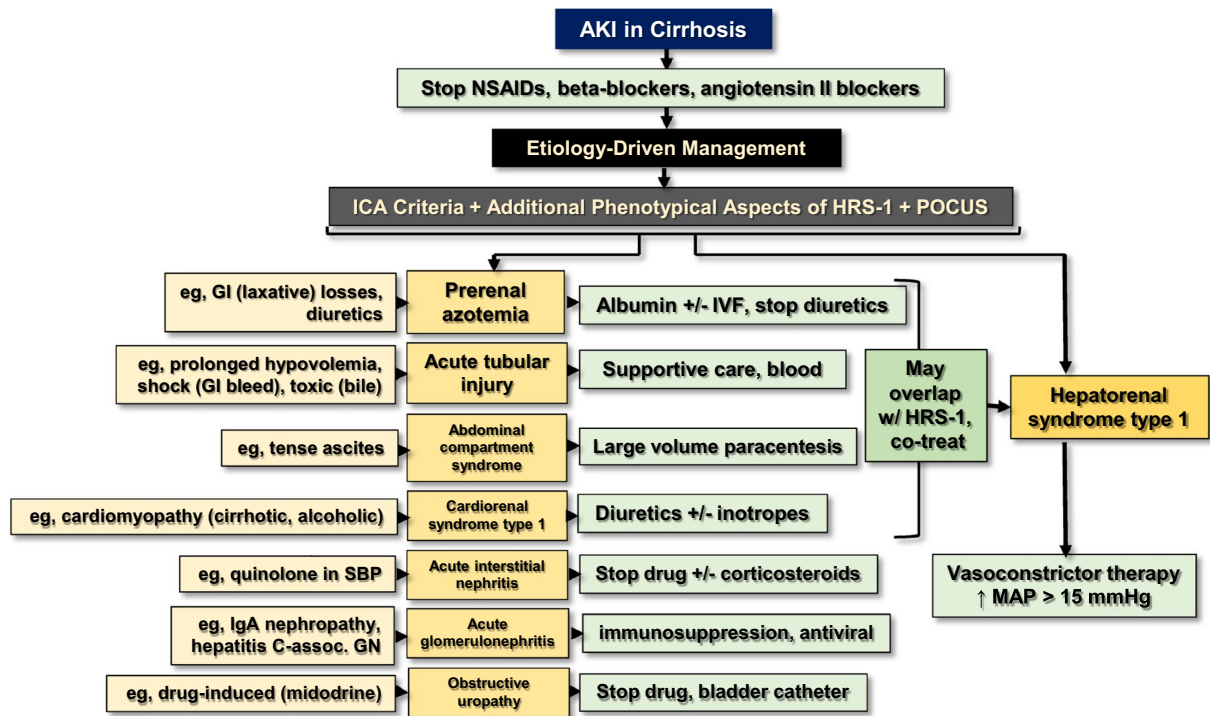 AKI in Cirrhosis
Stop NSAIDs, beta-blockers, angiotensin II blockers
Etiology-Driven Management
ICA Criteria + Additional Phenotypical Aspects of HRS-1 + POCUS
eg, GI (laxative) losses,
diuretics
Prerenal
azotemia
Albumin +/- IVF, stop diuretics
eg, prolonged hypovolemia,
shock (GI bleed), toxic (bile)
Acute tubular
injury
Supportive care, blood
eg, tense ascites
Abdominal
compartment
syndrome
Large volume paracentesis
eg, cardiomyopathy (cirrhotic, alcoholic)
Cardiorenal
syndrome type 1
Diuretics +/- inotropes
eg, quinolone in SBP
Acute interstitial
nephritis
Stop drug +/- corticosteroids
eg, IgA nephropathy,
hepatitis C-assoc. GN
Acute
glomerulonephritis
immunosuppression, antiviral
eg, drug-induced (midodrine)
Obstructive
uropathy
Stop drug, bladder catheter
May
overlap
w/ HRS-1,
co-treat
Hepatorenal
syndrome type 1
Vasoconstrictor therapy
↑ MAP > 15 mmHg